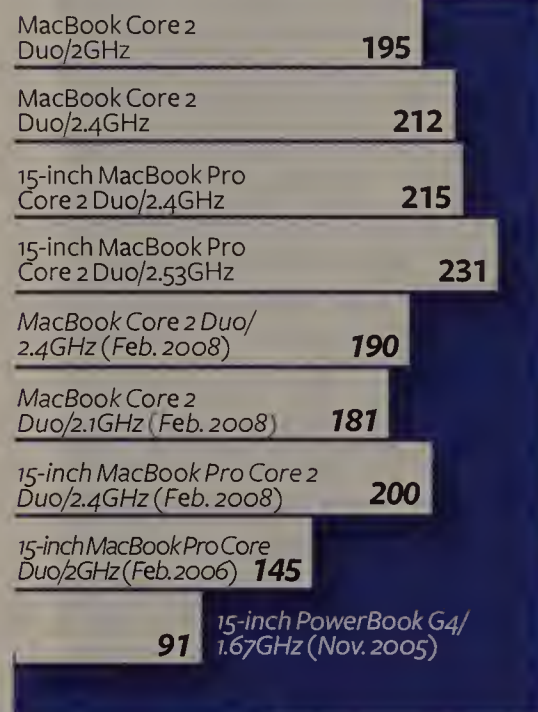 MacBook Core 2
Duo/2GHz 195
MacBook Core 2
Duo/2.4GHz 212
15-inch MacBook Pro
Core 2 Duo/2.4GHz 215
15-inch MacBook Pro
Core 2 Duo/2.53GHz 231
MacBook Core 2 Duo/
2.4GHz (Feb. 2008) 190
MacBook Core 2
Duo/2.1GHz (Feb. 2008) 181
15-inch MacBook Pro Core 2
Duo/2.4GHz (Feb. 2008) 200
15-inch MacBook Pro Core
Duo/2GHz (Feb. 2006) 145
15-inch PowerBook G4/
91 1.67GHz (Nov. 2005)